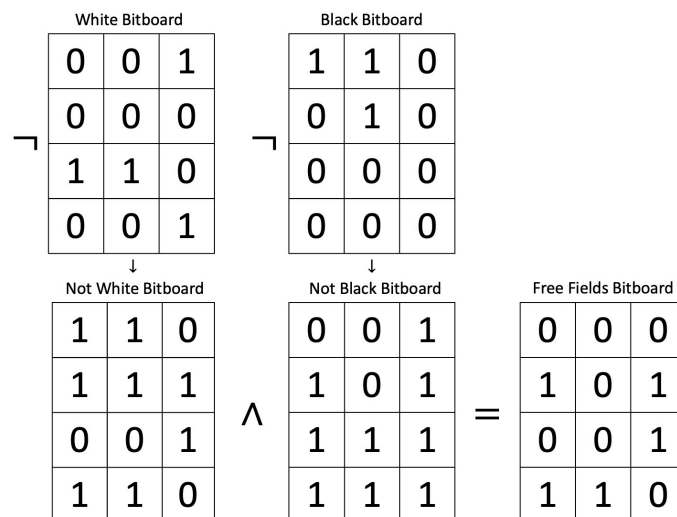 White Bitboard
0 0 1
0 0 0
¬
1 1 0
0 0 1
Black Bitboard
1 1 0
0 1 0
¬
0 0 0
0 0 0
↓
↓
Not White Bitboard
1 1 0
1 1 1
0 0 1
1 1 0
∧
Not Black Bitboard
0 0 1
1 0 1
1 1 1
1 1 1
=
Free Fields Bitboard
0 0 0
1 0 1
0 0 1
1 1 0